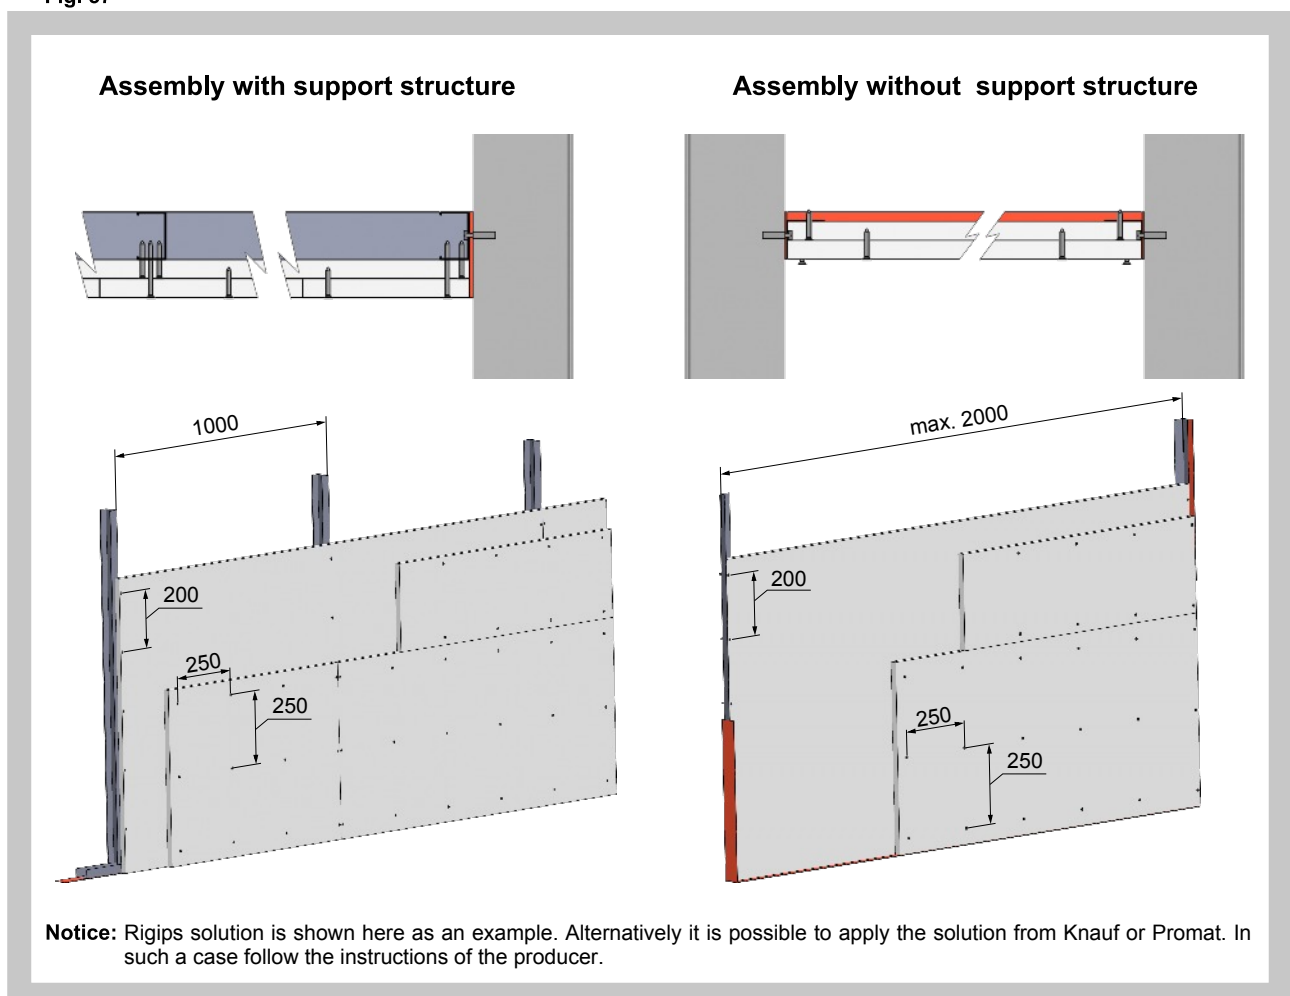 Assembly with support structure
Assembly without support structure
1000
max. 2000
200
200
250
250
250
250
Notice: Rigips solution is shown here as an example. Alternatively it is possible to apply the solution from Knauf or Promat. In
such a case follow the instructions of the producer.